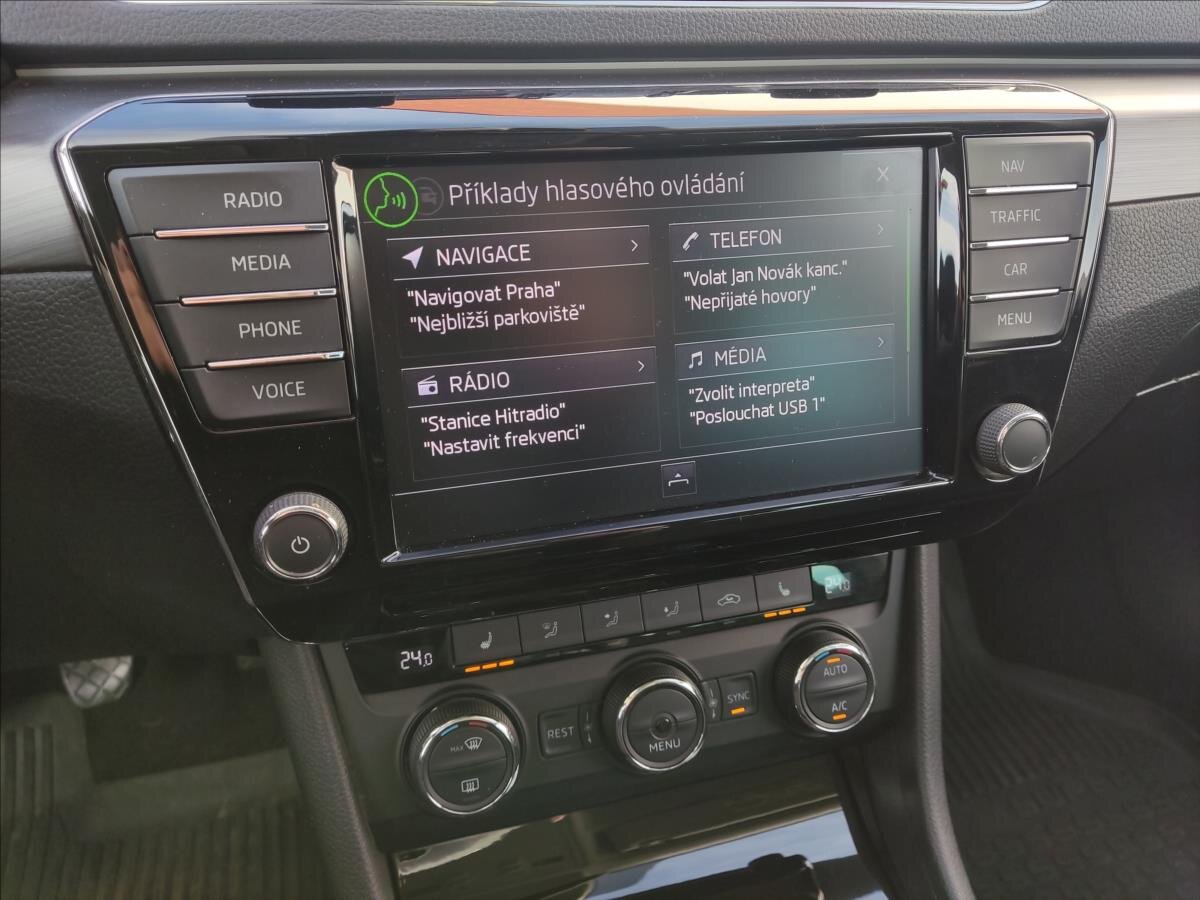 RADIO
MEDIA
PHONE
VOICE
Příklady hlasového ovládání
X
NAVIGACE
"Navigovat Praha"
"Nejbližší parkoviště"
TELEFON
"Volat Jan Novák kanc."
"Nepřijaté hovory"
RÁDIO
"Stanice Hitradio"
"Nastavit frekvenci"
MÉDIA
"Zvolit interpreta"
"Poslouchat USB 1"
NAV
TRAFFIC
CAR
MENU
24,0
24,0
MAX
REST
MENU
SYNC
AUTO
A/C